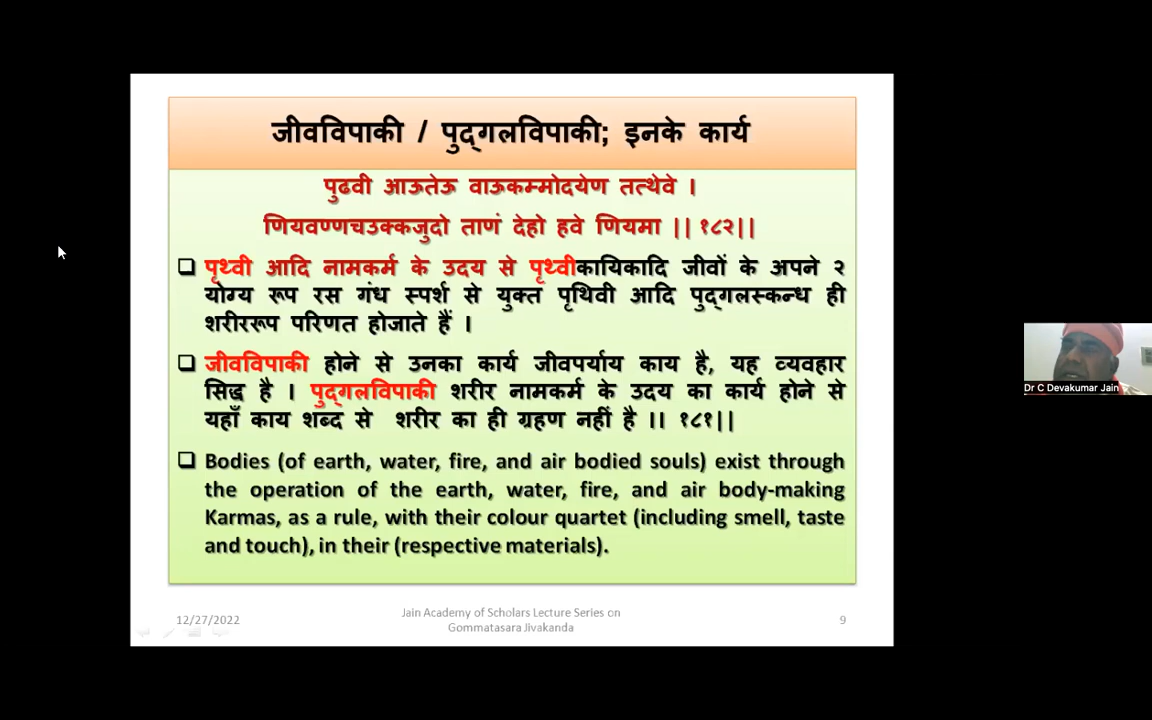 जीवविपाकी / पुद्गलविपाकी; इनके कार्य
पुढवी आऊतेऊ वाऊकम्मोदयेण तत्थेवे ।
णियवण्णचउक्कजुदो ताणं देहो हवे णियमा || १८२||
❑ पृथ्वी आदि नामकर्म के उदय से पृथ्वीकायिकादि जीवों के अपने २
योग्य रूप रस गंध स्पर्श से युक्त पृथिवी आदि पुद्गलस्कन्ध ही
शरीररूप परिणत होजाते हैं ।
❑ जीवविपाकी होने से उनका कार्य जीवपर्याय काय है, यह व्यवहार
सिद्ध है । पुद्गलविपाकी शरीर नामकर्म के उदय का कार्य होने से
यहाँ काय शब्द से शरीर का ही ग्रहण नहीं है ।। १८१||
❑ Bodies (of earth, water, fire, and air bodied souls) exist through
the operation of the earth, water, fire, and air body-making
Karmas, as a rule, with their colour quartet (including smell, taste
and touch), in their (respective materials).
12/27/2022
Jain Academy of Scholars Lecture Series on
Gommatasara Jivakanda
9
Dr C Devakumar Jain